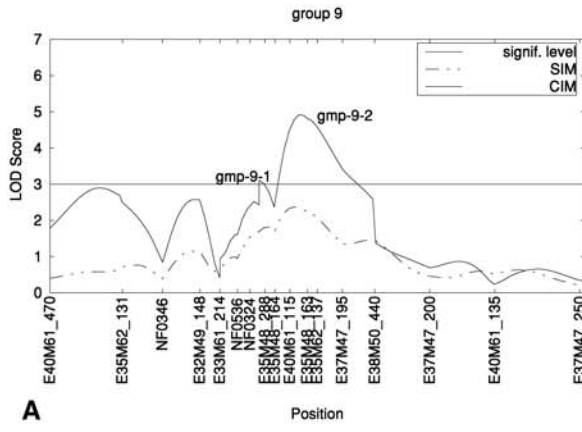 group 9
7
6
5
4
3
2
1
0
LOD Score
signif. level
SIM
CIM
gmp-9-1
gmp-9-2
E40M61_470
E35M62_131
NF0346
E32M49_148
E33M61_214
NF0536
NF0324
E35M48_288
E35M48_164
E40M61_115
E35M48_163
E35M62_137
E37M47_195
E38M50_440
E37M47_200
E40M61_135
E37M47_250
A
Position